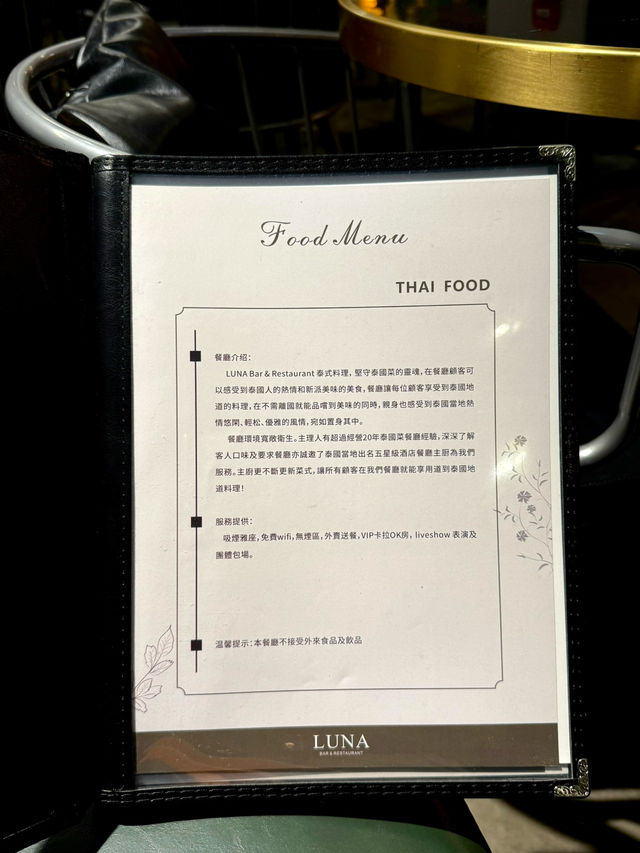 Food Menu
THAI FOOD
餐廳介绍：
LUNA Bar & Restaurant 泰式料理，堅守泰國菜的靈魂，在餐廳顧客可
以感受到泰國人的熱情和新派美味的美食，餐廳讓每位顧客享受到泰國地
道的料理，在不需離國就能品嚐到美味的同時，親身也感受到泰國當地熱
情悠閑、輕松、優雅的風情，宛如置身其中。
餐廳環境寬敞衛生。主理人有超過經營20年泰國菜餐廳經驗，深深了解
客人口味及要求餐廳亦誠邀了泰國當地出名五星級酒店餐廳主廚為我們
服務。主廚更不斷更新菜式，讓所有顧客在我們餐廳就能享用道到泰國地
道料理！
服務提供：
吸煙雅座，免費wifi，無煙區，外賣送餐，VIP卡拉OK房， liveshow 表演及
團體包場。
温馨提示：本餐廳不接受外來食品及飲品
LUNA
BAR & RESTAURANT